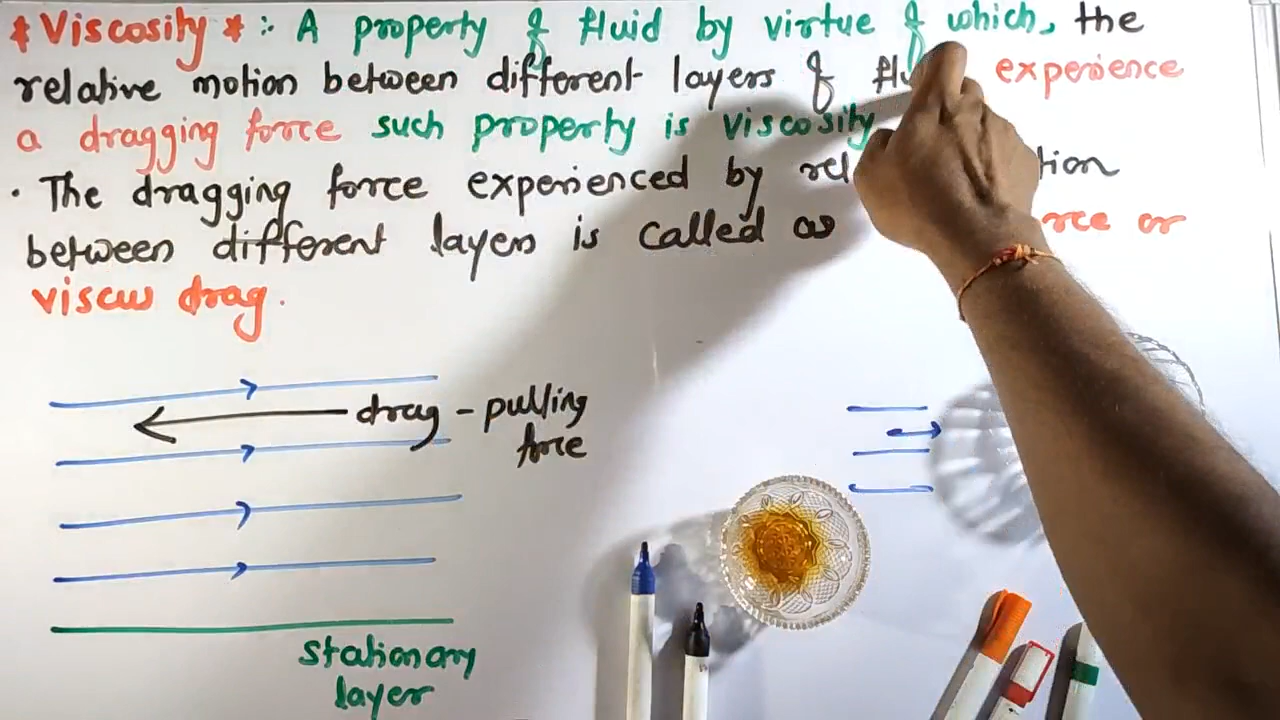 * Viscosity * :- A property of fluid by virtue of which, the
relative motion between different layers of experience
a dragging force such property is viscosity
• The dragging force experienced by
between different layers is called as or
viscus drag.
drag - pulling
force
stationary
layer